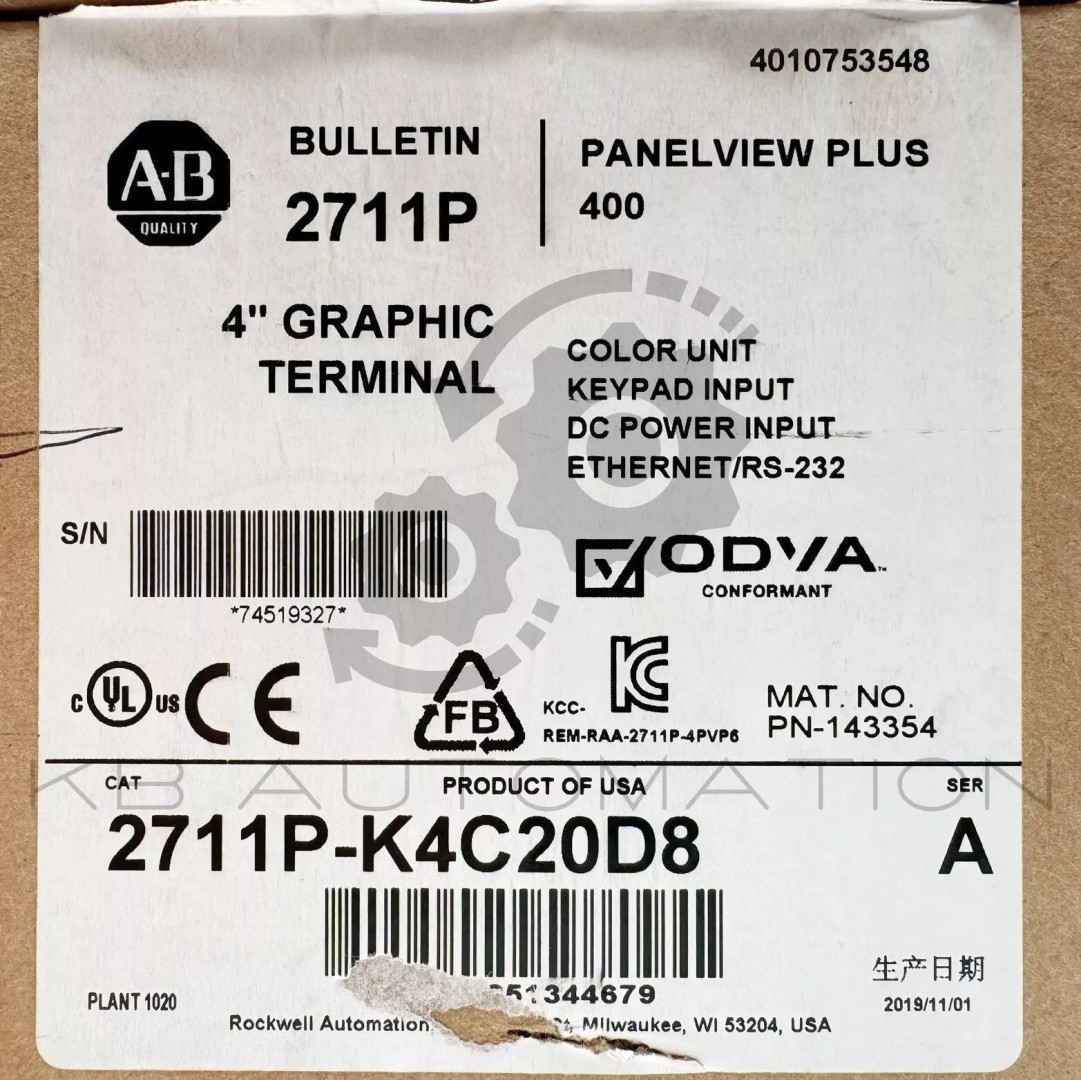 4010753548
A-B
QUALITY
BULLETIN
2711P
PANELVIEW PLUS
400
4" GRAPHIC
TERMINAL
COLOR UNIT
KEYPAD INPUT
DC POWER INPUT
ETHERNET/RS-232
S/N
*74519327*
ODVA™
CONFORMANT
C UL US CE
FB
KC
KCC-
REM-RAA-2711P-4PVP6
MAT. NO.
PN-143354
KB AUTOMATION
CAT
PRODUCT OF USA
SER
2711P-K4C20D8
A
51344679
生产日期
2019/11/01
PLANT 1020
Rockwell Automation
Milwaukee, WI 53204, USA